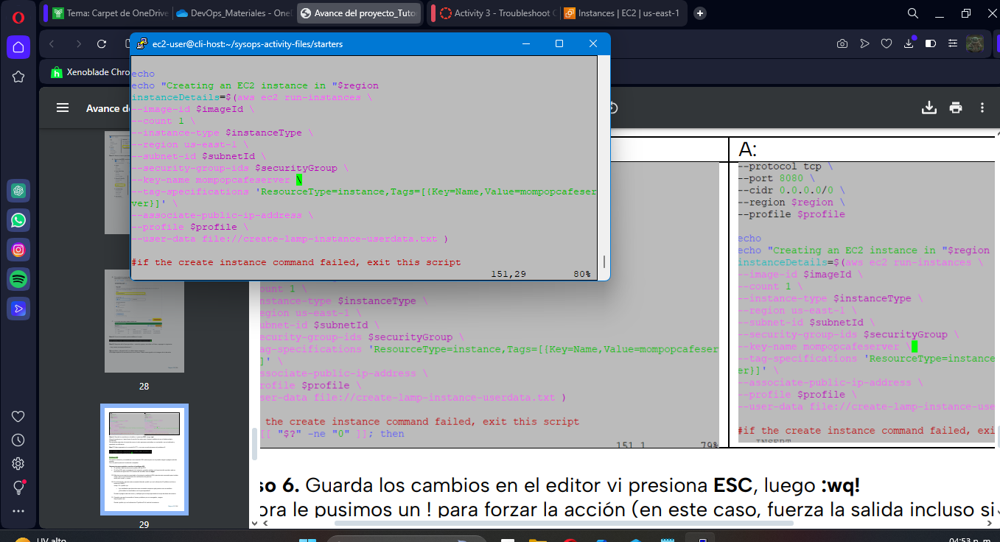 Tema: Carpet de OneDrive
DevOps_Materiales - One
Avance del proyecto_Tuto
Activity 3 - Troubleshoot C
Instances | EC2 | us-east-1
Xenoblade Chro
ec2-user@cli-host:~/sysops-activity-files/starters
Avance d
echo
echo "Creating an EC2 instance in "$region
instanceDetails=$(aws ec2 run-instances \
--image-id $imageId \
--count 1 \
--instance-type $instanceType \
--region us-east-1 \
--subnet-id $subnetId \
--security-group-ids $securityGroup \
--key-name mompopcafeserver \
--tag-specifications 'ResourceType=instance,Tags=[{Key=Name,Value=mompopcafeser
ver}]' \
--associate-public-ip-address \
--profile $profile \
--user-data file://create-lamp-instance-userdata.txt )
#if the create instance command failed, exit this script
151,29 80%
ount 1 \
nstance-type $instanceType \
egion us-east-1 \
ubnet-id $subnetId \
ecurity-group-ids $securityGroup \
ag-specifications 'ResourceType=instance,Tags=[{Key=Name,Value=mompopcafeser
}]' \
ssociate-public-ip-address \
rofile $profile \
ser-data file://create-lamp-instance-userdata.txt )
the create instance command failed, exit this script
[[ "$?" -ne "0" ]]; then
151,1 79%
A:
--protocol tcp \
--port 8080 \
--cidr 0.0.0.0/0 \
--region $region \
--profile $profile
echo
echo "Creating an EC2 instance in "$region
instanceDetails=$(aws ec2 run-instances \
--image-id $imageId \
--count 1 \
--instance-type $instanceType \
--region us-east-1 \
--subnet-id $subnetId \
--security-group-ids $securityGroup \
--key-name mompopcafeserver \
--tag-specifications 'ResourceType=instance
er}]' \
--associate-public-ip-address \
--profile $profile \
--user-data file://create-lamp-instance-use
#if the create instance command failed, exi
-- INSERT
28
29
so 6. Guarda los cambios en el editor vi presiona ESC, luego :wq!
ora le pusimos un ! para forzar la acción (en este caso, fuerza la salida incluso si
UV alto
04:53 p. m.